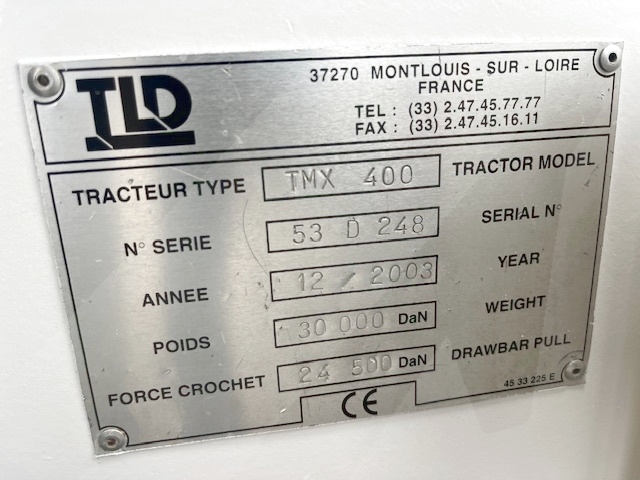 TLD
37270 MONTLOUIS - SUR - LOIRE
FRANCE
TEL : (33) 2.47.45.77.77
FAX : (33) 2.47.45.16.11
TRACTEUR TYPE TMX 400 TRACTOR MODEL
N° SERIE 53 D 248 SERIAL N°
ANNEE 12 / 2003 YEAR
POIDS 30 000 DaN WEIGHT
FORCE CROCHET 24 500 DaN DRAWBAR PULL
CE
45 33 225 E